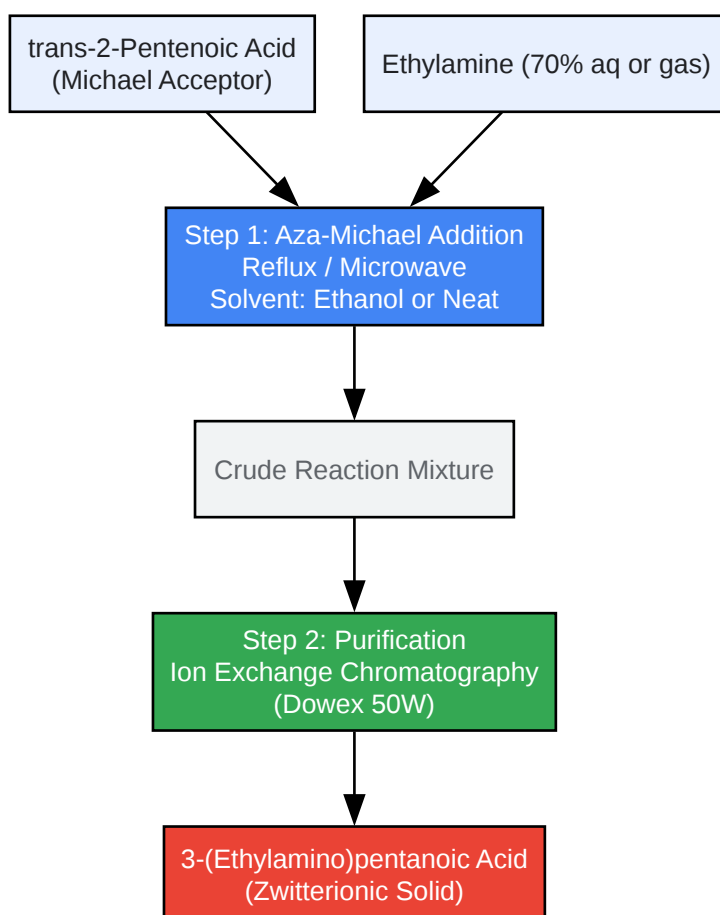 trans-2-Pentenoic Acid
(Michael Acceptor)
Ethylamine (70% aq or gas)
Step 1: Aza-Michael Addition
Reflux / Microwave
Solvent: Ethanol or Neat
Crude Reaction Mixture
Step 2: Purification
Ion Exchange Chromatography
(Dowex 50W)
3-(Ethylamino)pentanoic Acid
(Zwitterionic Solid)